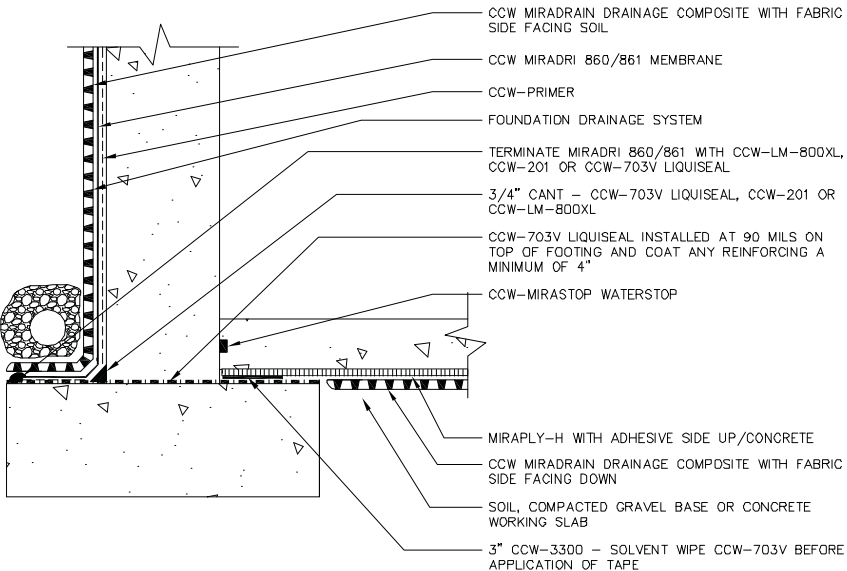 CCW MIRADRAIN DRAINAGE COMPOSITE WITH FABRIC
SIDE FACING SOIL
CCW MIRADRI 860/861 MEMBRANE
CCW-PRIMER
FOUNDATION DRAINAGE SYSTEM
TERMINATE MIRADRI 860/861 WITH CCW-LM-800XL,
CCW-201 OR CCW-703V LIQUISEAL
3/4" CANT - CCW-703V LIQUISEAL, CCW-201 OR
CCW-LM-800XL
CCW-703V LIQUISEAL INSTALLED AT 90 MILS ON
TOP OF FOOTING AND COAT ANY REINFORCING A
MINIMUM OF 4"
CCW-MIRASTOP WATERSTOP
MIRAPLY-H WITH ADHESIVE SIDE UP/CONCRETE
CCW MIRADRAIN DRAINAGE COMPOSITE WITH FABRIC
SIDE FACING DOWN
SOIL, COMPACTED GRAVEL BASE OR CONCRETE
WORKING SLAB
3" CCW-3300 - SOLVENT WIPE CCW-703V BEFORE
APPLICATION OF TAPE